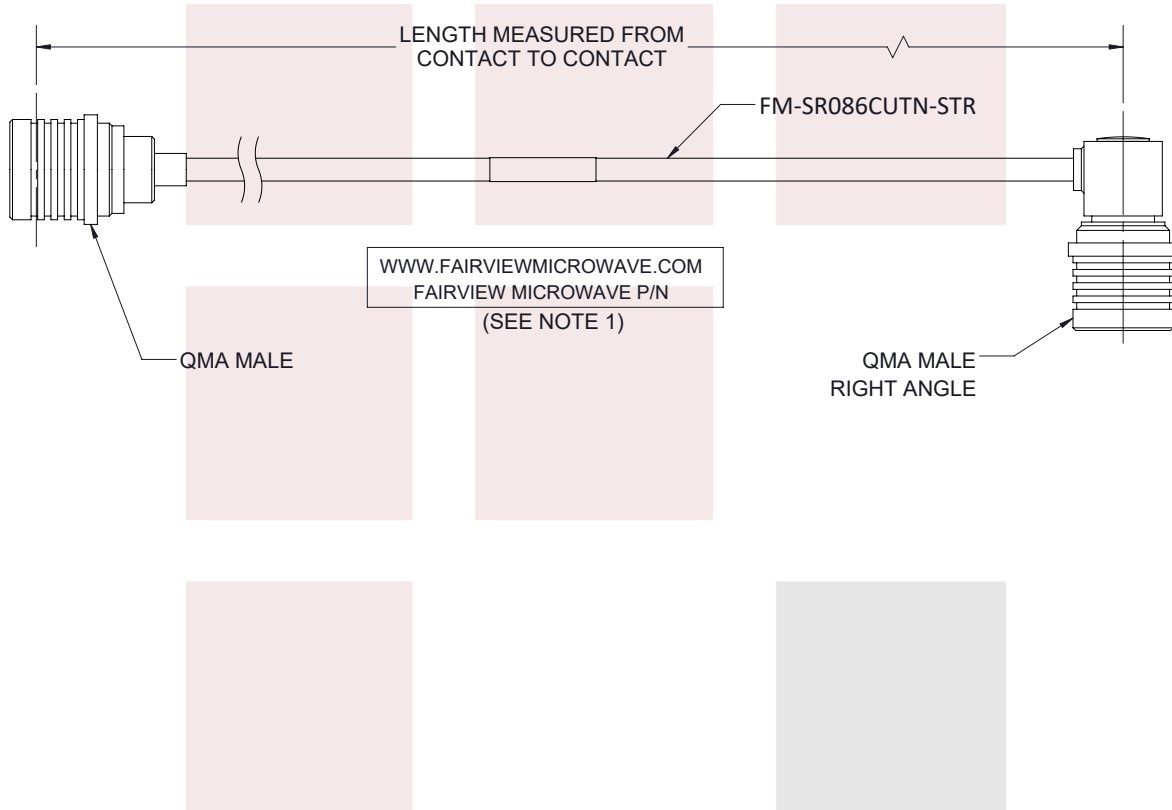 LENGTH MEASURED FROM
CONTACT TO CONTACT
FM-SR086CUTN-STR
WWW.FAIRVIEWMICROWAVE.COM
FAIRVIEW MICROWAVE P/N
(SEE NOTE 1)
QMA MALE
QMA MALE
RIGHT ANGLE